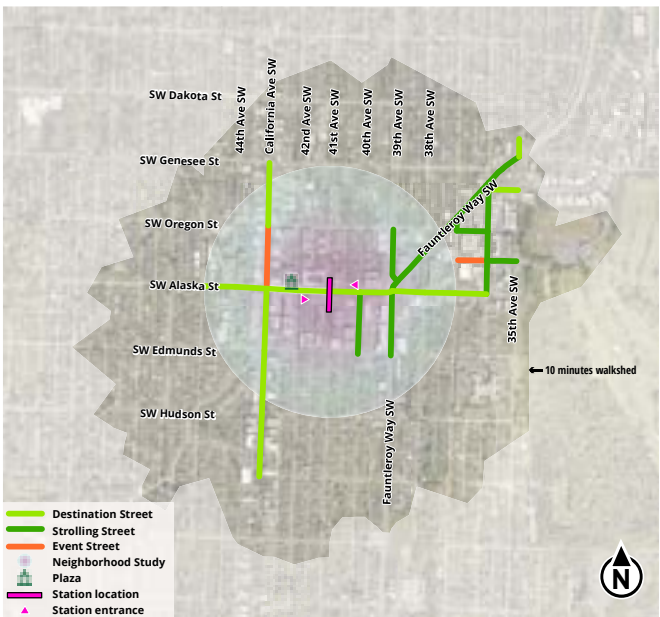 SW Dakota St
44th Ave SW
California Ave SW
42nd Ave SW
41st Ave SW
40th Ave SW
39th Ave SW
38th Ave SW
SW Genesee St
Fauntleroy Way SW
SW Oregon St
SW Alaska St
35th Ave SW
SW Edmunds St
10 minutes walkshed
SW Hudson St
Fauntleroy Way SW
Destination Street
Strolling Street
Event Street
Neighborhood Study
Plaza
Station location
Station entrance
N